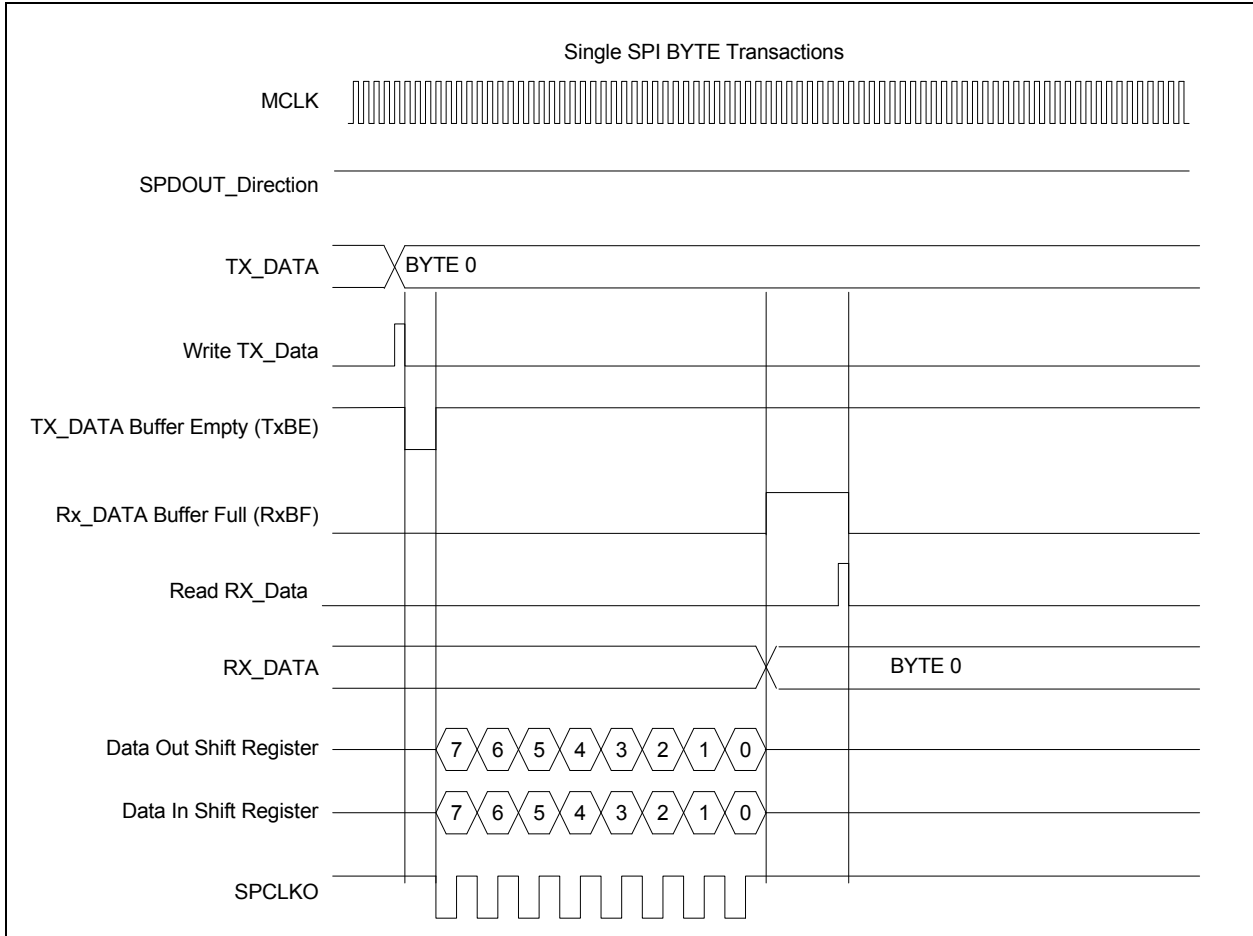 Single SPI BYTE Transactions
MCLK
SPDOUT_Direction
TX_DATA
BYTE 0
Write TX_Data
TX_DATA Buffer Empty (TxBE)
Rx_DATA Buffer Full (RxBF)
Read RX_Data
RX_DATA
BYTE 0
Data Out Shift Register
7 6 5 4 3 2 1 0
Data In Shift Register
7 6 5 4 3 2 1 0
SPCLKO